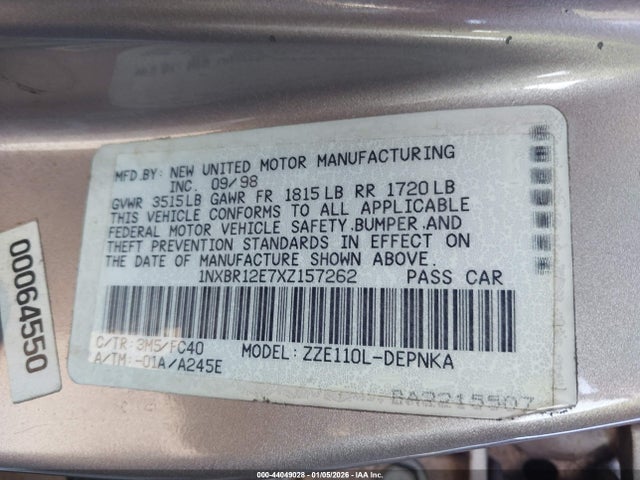 MFD.BY: NEW UNITED MOTOR MANUFACTURING
INC. 09/98
GVWR 3515LB GAWR FR 1815LB RR 1720LB
THIS VEHICLE CONFORMS TO ALL APPLICABLE
FEDERAL MOTOR VEHICLE SAFETY,BUMPER,AND
THEFT PREVENTION STANDARDS IN EFFECT ON
THE DATE OF MANUFACTURE SHOWN ABOVE.
1NXBR12E7XZ157262 PASS CAR
C/TR: 3M5/FC40 MODEL: ZZE110L-DEPNKA
A/TM: -01A/A245E
BA2215507
00064550
000-44049028 - 01/05/2026 - IAA Inc.